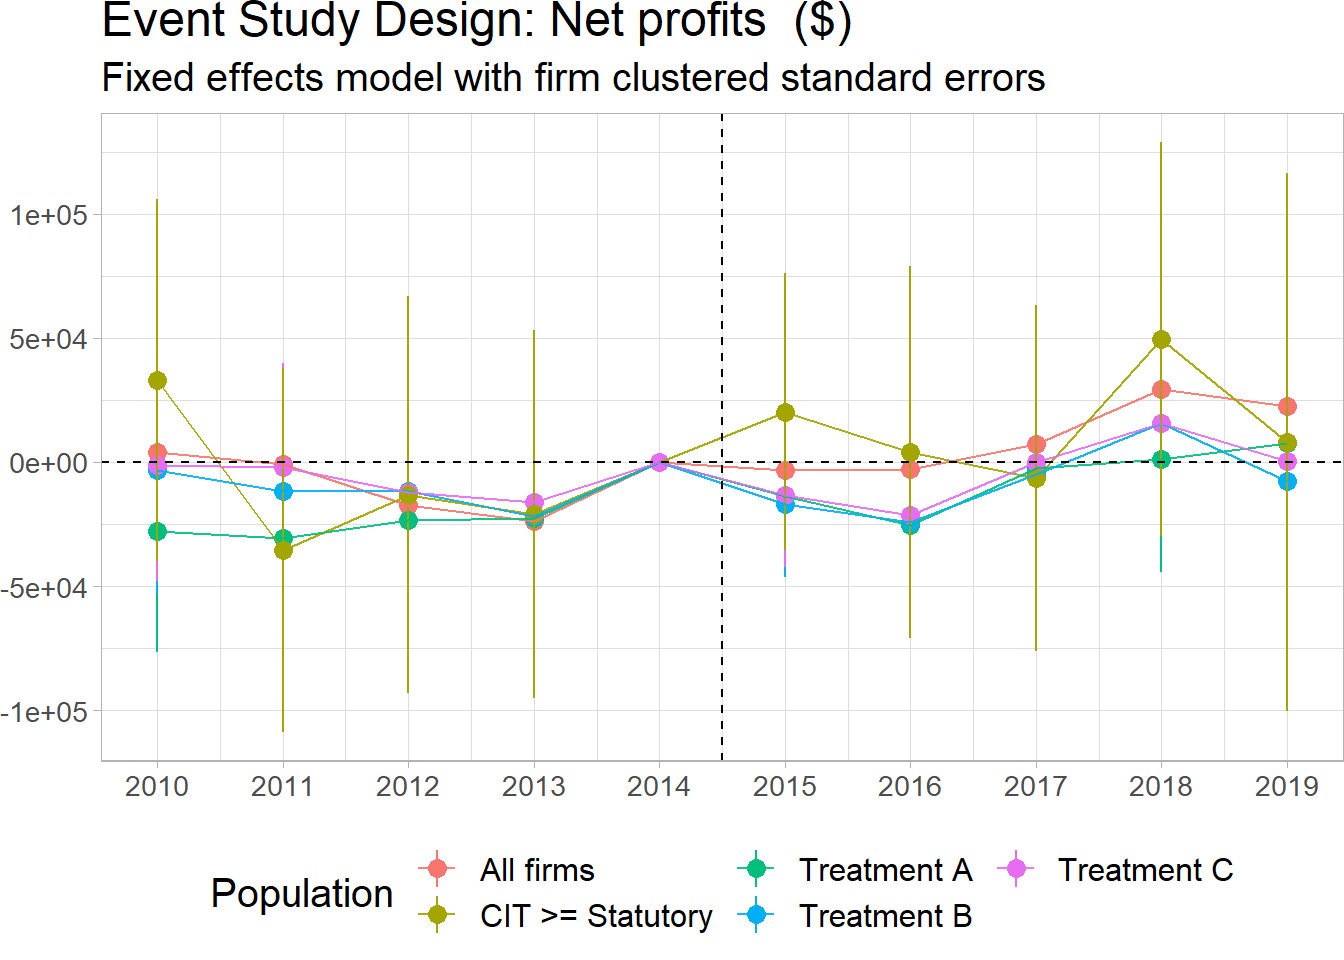 Event Study Design: Net profits  ($)
Fixed effects model with firm clustered standard errors
1e+05
5e+04
0e+00
-5e+04
-1e+05
2010 2011 2012 2013 2014 2015 2016 2017 2018 2019
Population
All firms Treatment A Treatment C
CIT >= Statutory Treatment B